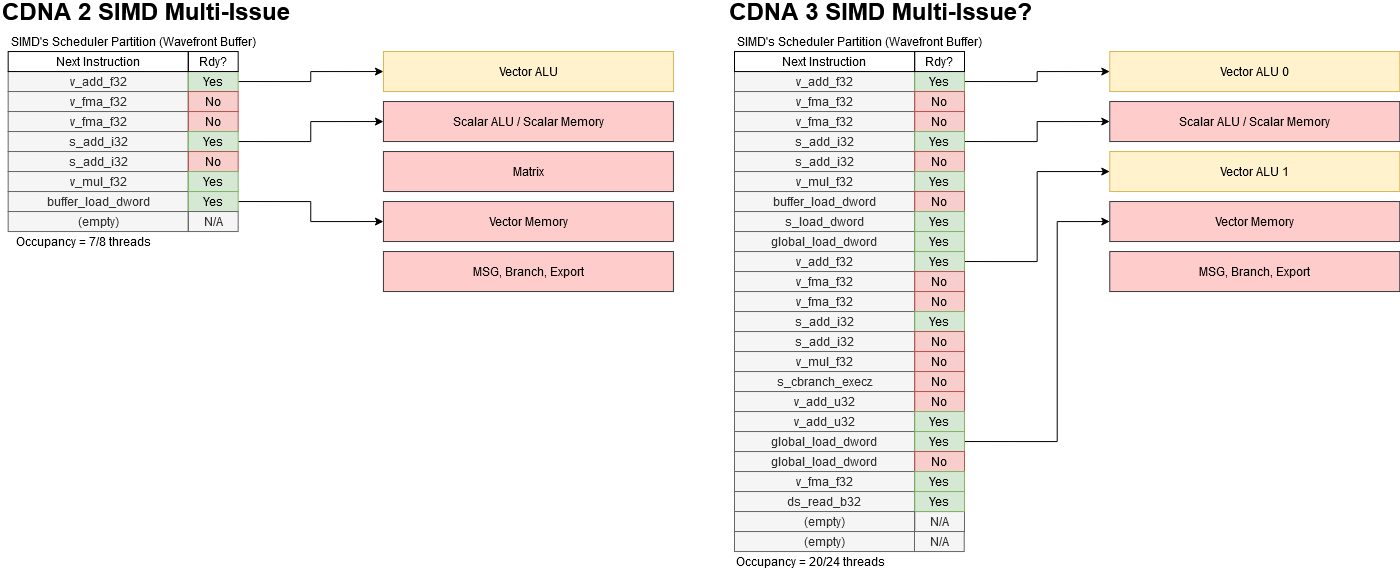 CDNA 2 SIMD Multi-Issue
SIMD's Scheduler Partition (Wavefront Buffer)
Next Instruction Rdy?
v_add_f32 Yes
v_fma_f32 No
v_fma_f32 No
s_add_i32 Yes
s_add_i32 No
v_mul_f32 Yes
buffer_load_dword Yes
(empty) N/A
Occupancy = 7/8 threads
Vector ALU
Scalar ALU / Scalar Memory
Matrix
Vector Memory
MSG, Branch, Export
CDNA 3 SIMD Multi-Issue?
SIMD's Scheduler Partition (Wavefront Buffer)
Next Instruction Rdy?
v_add_f32 Yes
v_fma_f32 No
v_fma_f32 No
s_add_i32 Yes
s_add_i32 No
v_mul_f32 Yes
buffer_load_dword No
s_load_dword Yes
global_load_dword Yes
v_add_f32 Yes
v_fma_f32 No
v_fma_f32 No
s_add_i32 Yes
s_add_i32 No
v_mul_f32 No
s_cbranch_execz No
v_add_u32 No
v_add_u32 Yes
global_load_dword Yes
global_load_dword No
v_fma_f32 Yes
ds_read_b32 Yes
(empty) N/A
(empty) N/A
Occupancy = 20/24 threads
Vector ALU 0
Scalar ALU / Scalar Memory
Vector ALU 1
Vector Memory
MSG, Branch, Export